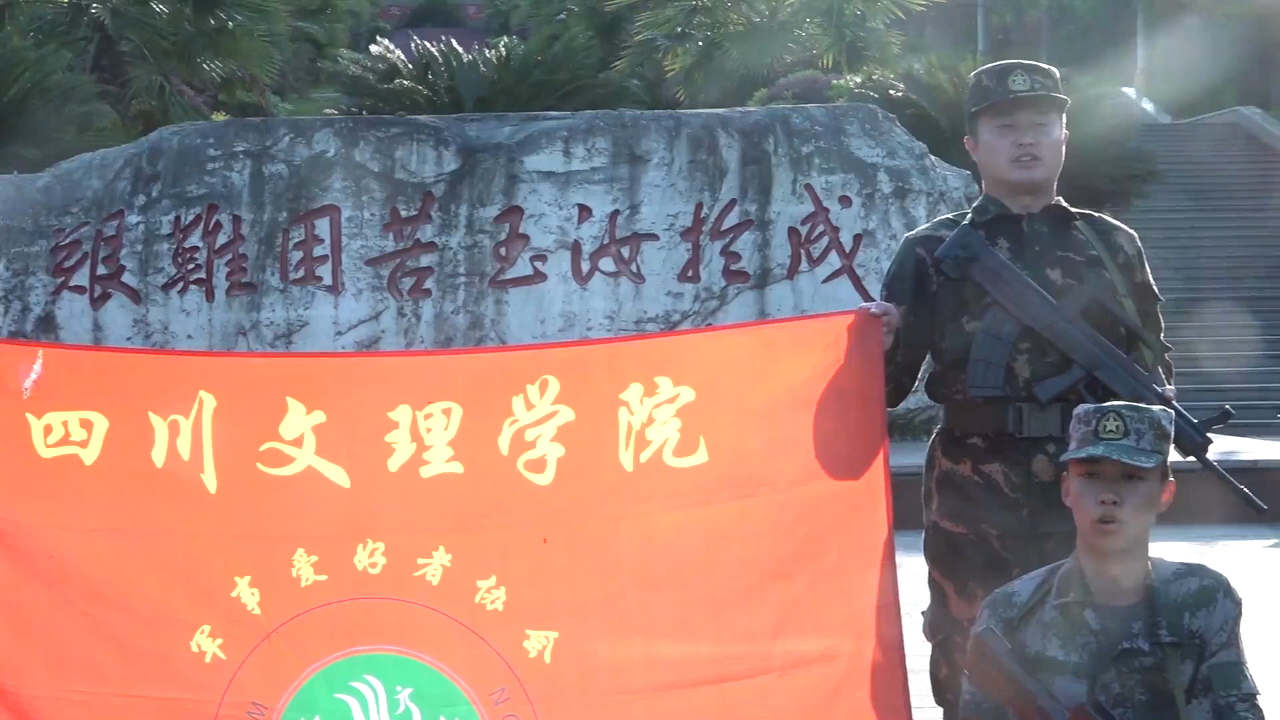 艱難困苦玉汝於成
四川文理学院
军事爱好者协会